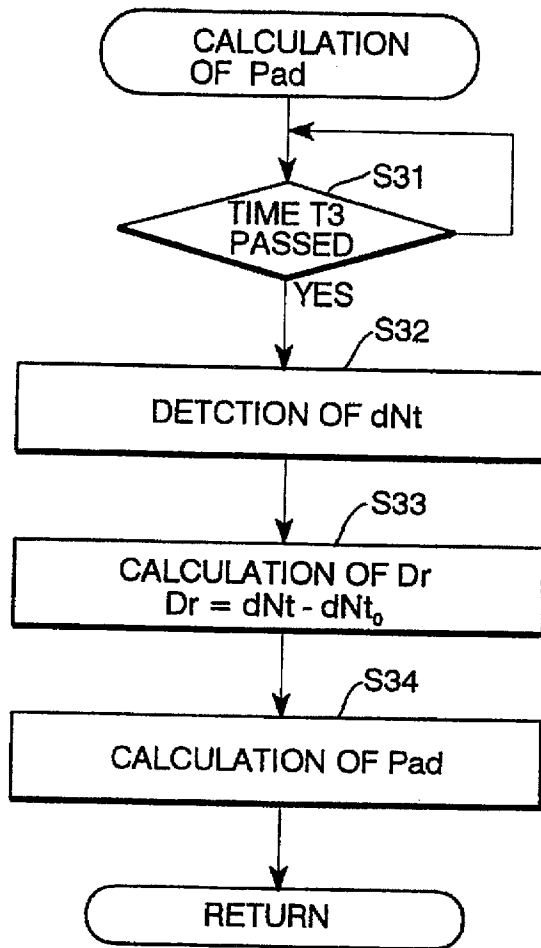 CALCULATION
OF Pad
S31
TIME T3
PASSED
YES
S32
DETCTION OF dNt
S33
CALCULATION OF Dr
Dr = dNt - dNt₀
S34
CALCULATION OF Pad
RETURN